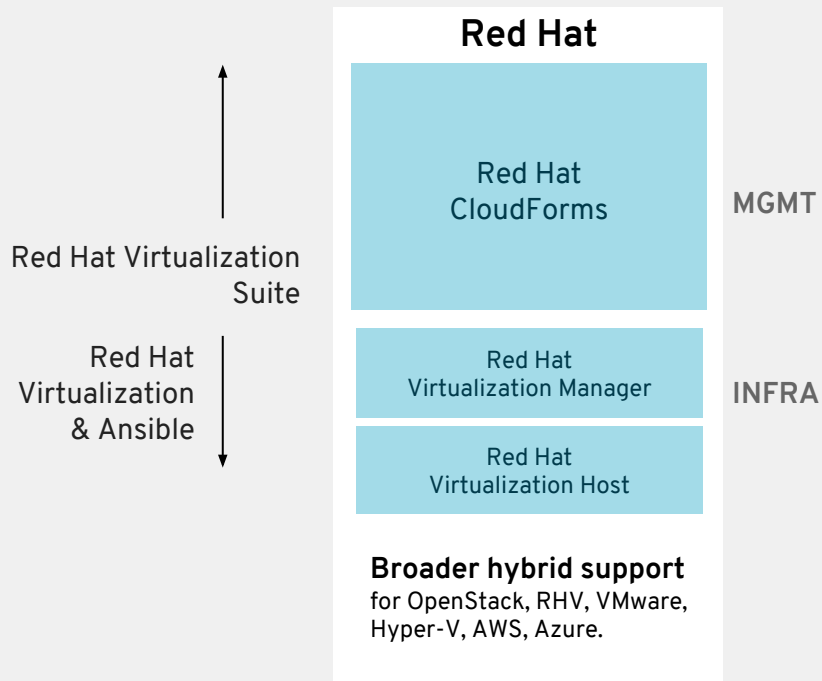 Red Hat
Red Hat
CloudForms
MGMT
Red Hat Virtualization
Suite
Red Hat
Virtualization
& Ansible
Red Hat
Virtualization Manager
INFRA
Red Hat
Virtualization Host
Broader hybrid support
for OpenStack, RHV, VMware,
Hyper-V, AWS, Azure.